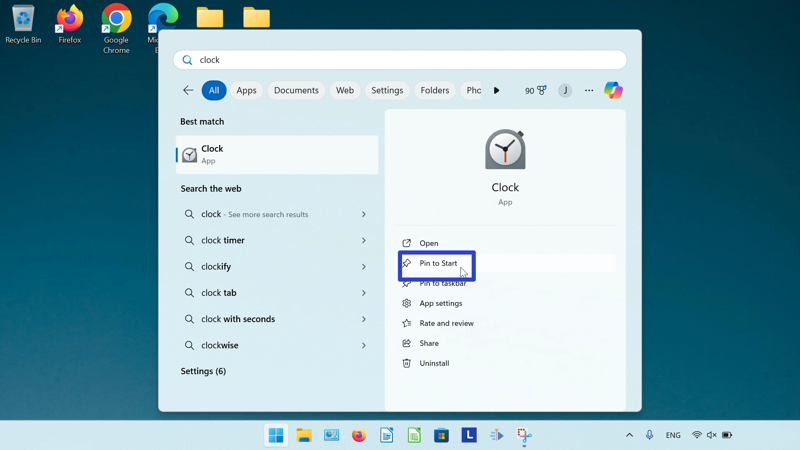 Recycle Bin
Firefox
Google
Chrome
clock
All
Apps
Documents
Web
Settings
Folders
90
J
Best match
Clock
App
Search the web
clock - See more search results
clock timer
clockify
clock tab
clock with seconds
clockwise
Settings (6)
Clock
App
Open
Pin to Start
Pin to taskbar
App settings
Rate and review
Share
Uninstall
L
ENG